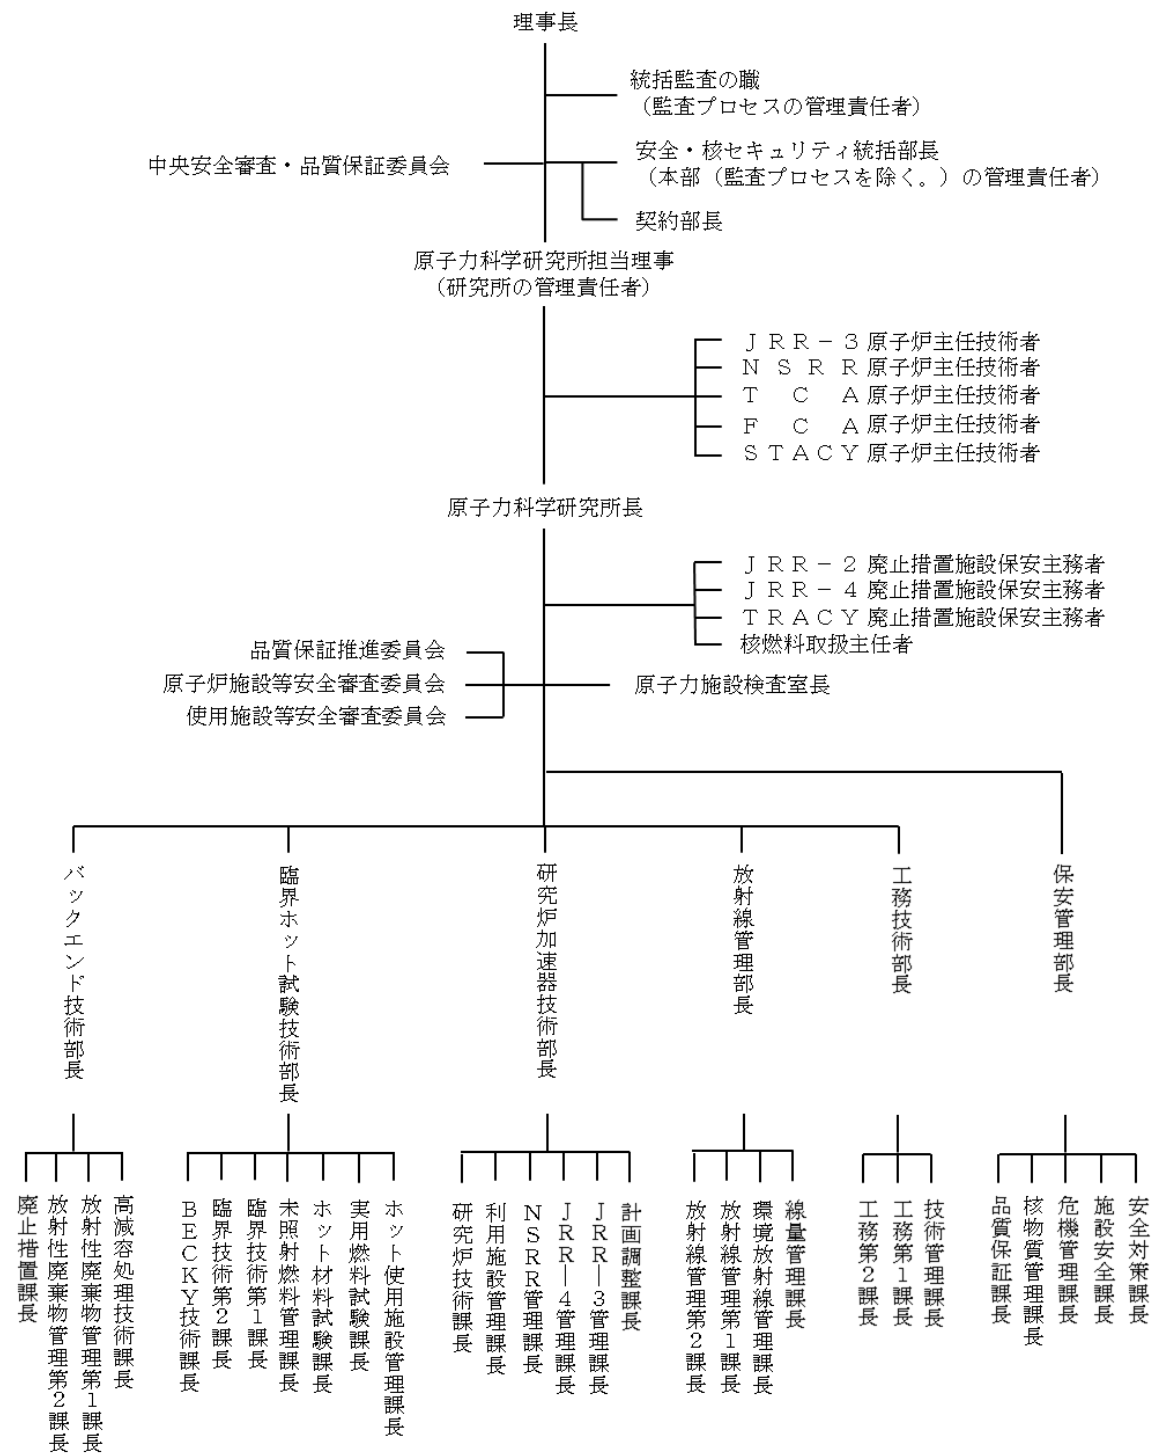 理事長
統括監査の職
（監査プロセスの管理責任者）
中央安全審査・品質保証委員会
安全・核セキュリティ統括部長
（本部（監査プロセスを除く。）の管理責任者）
契約部長
原子力科学研究所担当理事
（研究所の管理責任者）
ＪＲＲ－３原子炉主任技術者
ＮＳＲＲ原子炉主任技術者
ＴＣＡ原子炉主任技術者
ＦＣＡ原子炉主任技術者
ＳＴＡＣＹ原子炉主任技術者
原子力科学研究所長
ＪＲＲ－２廃止措置施設保安主務者
ＪＲＲ－４廃止措置施設保安主務者
ＴＲＡＣＹ廃止措置施設保安主務者
核燃料取扱主任者
品質保証推進委員会
原子炉施設等安全審査委員会
使用施設等安全審査委員会
原子力施設検査室長
バックエンド技術部長
臨界ホット試験技術部長
研究炉加速器技術部長
放射線管理部長
工務技術部長
保安管理部長
廃止措置課長
放射性廃棄物管理第２課長
放射性廃棄物管理第１課長
高減容処理技術課長
ＢＥＣＫＹ技術課長
臨界技術第２課長
臨界技術第１課長
未照射燃料管理課長
ホット材料試験課長
実用燃料試験課長
ホット使用施設管理課長
研究炉技術課長
利用施設管理課長
ＮＳＲＲ管理課長
ＪＲＲ―４管理課長
ＪＲＲ―３管理課長
計画調整課長
放射線管理第２課長
放射線管理第１課長
環境放射線管理課長
線量管理課長
工務第２課長
工務第１課長
技術管理課長
品質保証課長
核物質管理課長
危機管理課長
施設安全課長
安全対策課長